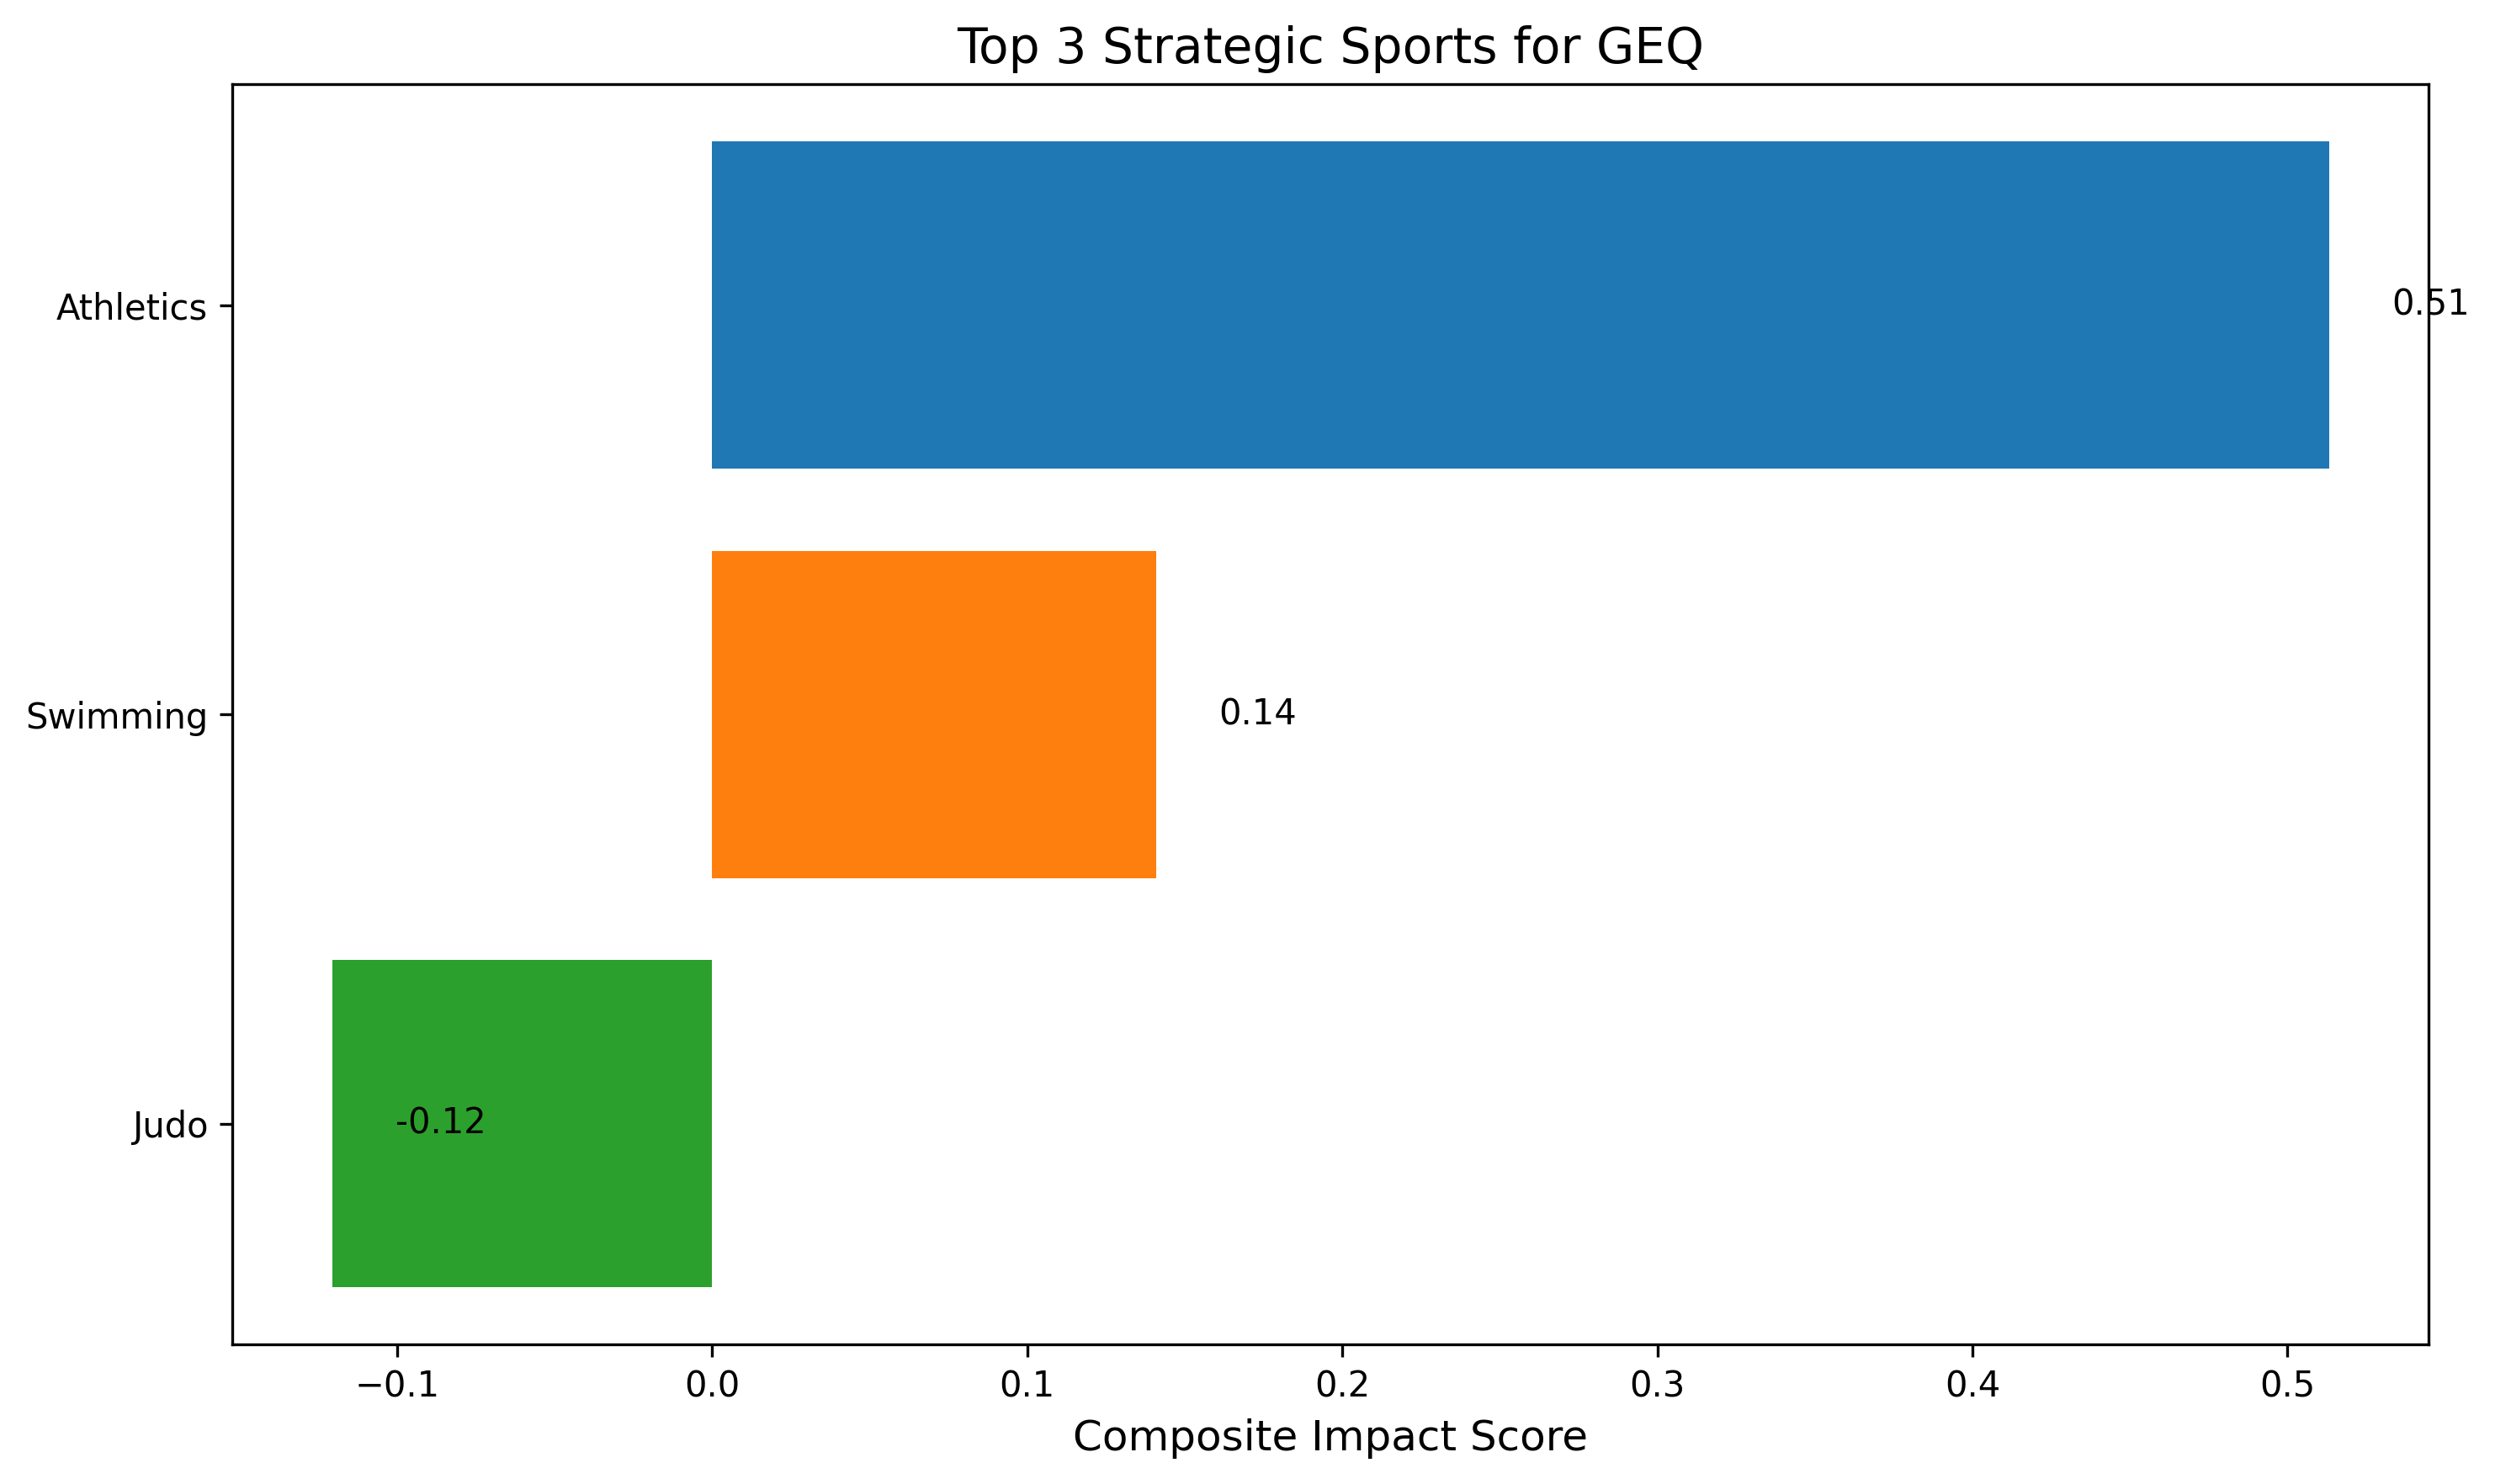 Top 3 Strategic Sports for GEQ
Athletics
0.51
Swimming
0.14
Judo
-0.12
−0.1 0.0 0.1 0.2 0.3 0.4 0.5
Composite Impact Score